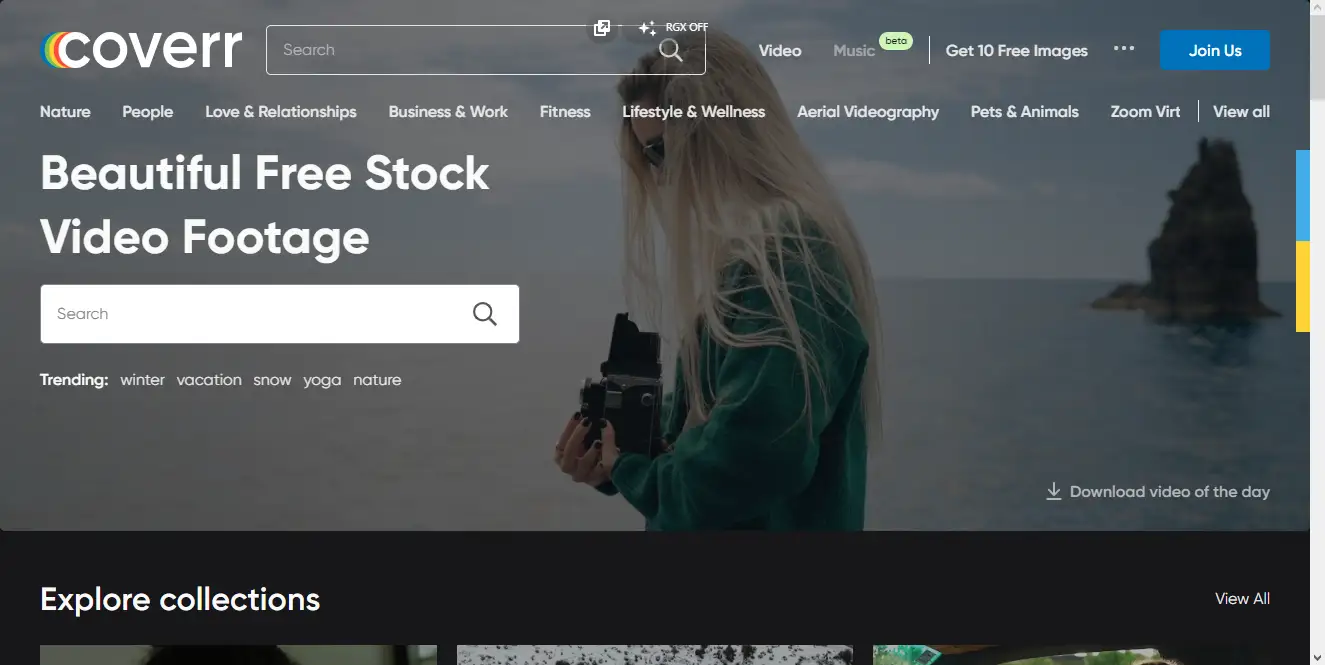 coverr
Search
RGX OFF
Video
Music beta
Get 10 Free Images
Join Us
Nature People Love & Relationships Business & Work Fitness Lifestyle & Wellness Aerial Videography Pets & Animals Zoom Virt View all
Beautiful Free Stock
Video Footage
Search
Trending: winter vacation snow yoga nature
Download video of the day
Explore collections
View All